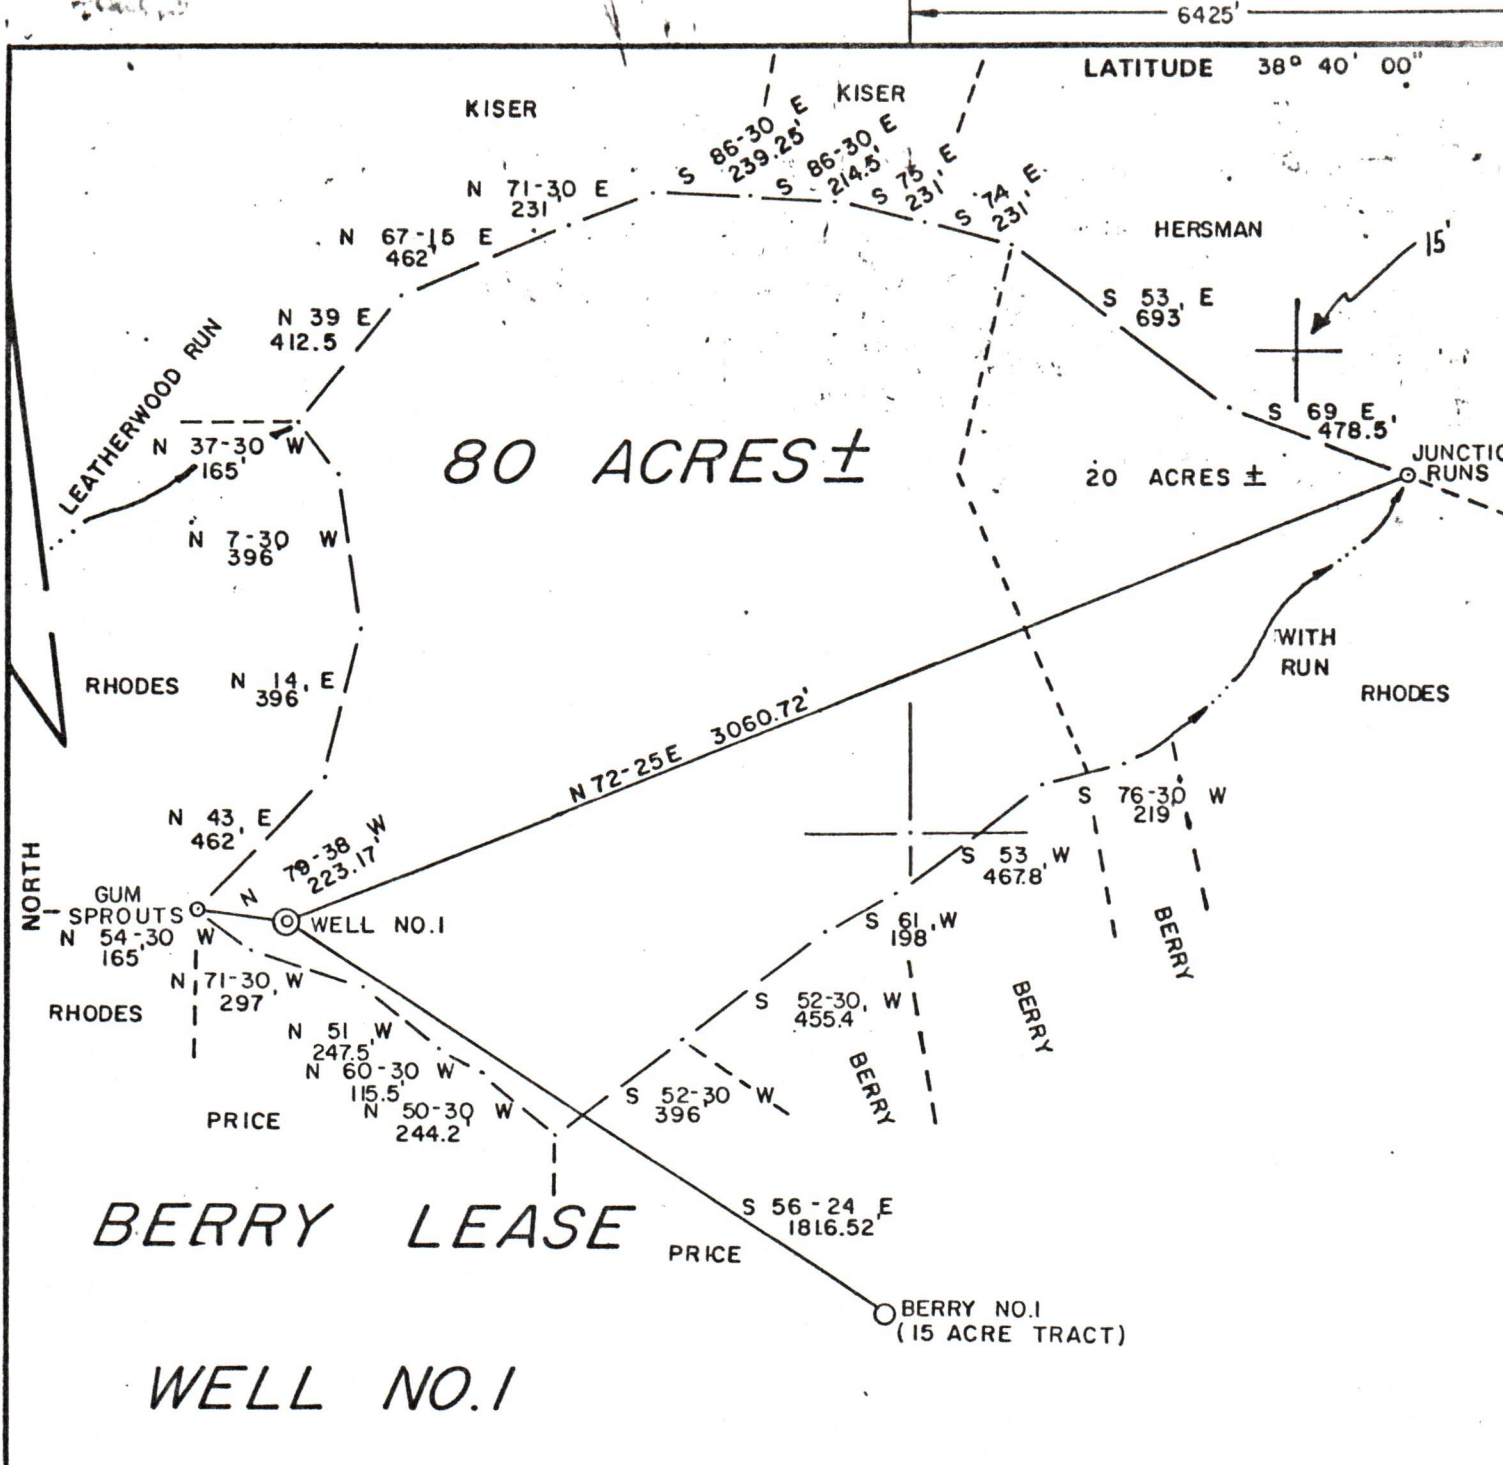 6425'
LATITUDE 38° 40' 00"
KISER
KISER
S 86-30 E
239.25'
S 86-30 E
214.5'
S 75 E
231'
S 74 E
231'
N 71-30 E
231'
N 67-15 E
462'
HERSMAN
15'
S 53 E
693'
N 39 E
412.5
LEATHERWOOD RUN
S 69 E
478.5'
N 37-30 W
165'
80 ACRES ±
20 ACRES ±
JUNCTIO
RUNS
N 7-30 W
396'
WITH
RUN
RHODES
RHODES
N 14 E
396'
N 72-25 E 3060.72'
N 43 E
462'
N 79-38 W
223.17'
S 76-30 W
219'
S 53 W
467.8'
NORTH
GUM
SPROUTS
WELL NO.1
N 54-30 W
165'
S 61 W
198'
BERRY
N 71-30 W
297'
RHODES
S 52-30 W
455.4'
BERRY
N 51 W
247.5'
N 60-30 W
115.5'
BERRY
N 50-30 W
244.2'
S 52-30 W
396'
PRICE
BERRY LEASE
S 56-24 E
1816.52'
PRICE
BERRY NO.1
(15 ACRE TRACT)
WELL NO.1